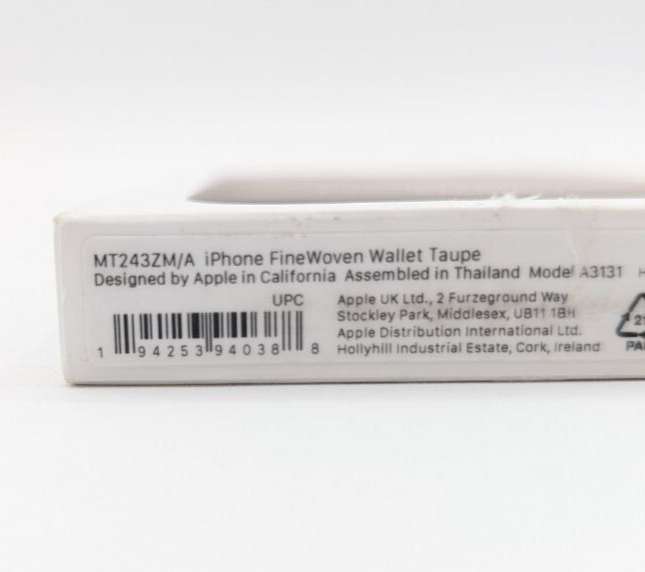 MT243ZM/A iPhone FineWoven Wallet Taupe
Designed by Apple in California Assembled in Thailand Model A3131
UPC
1 94253 94038 8
Apple UK Ltd., 2 Furzeground Way
Stockley Park, Middlesex, UB11 1BH
Apple Distribution International Ltd.
Hollyhill Industrial Estate, Cork, Ireland